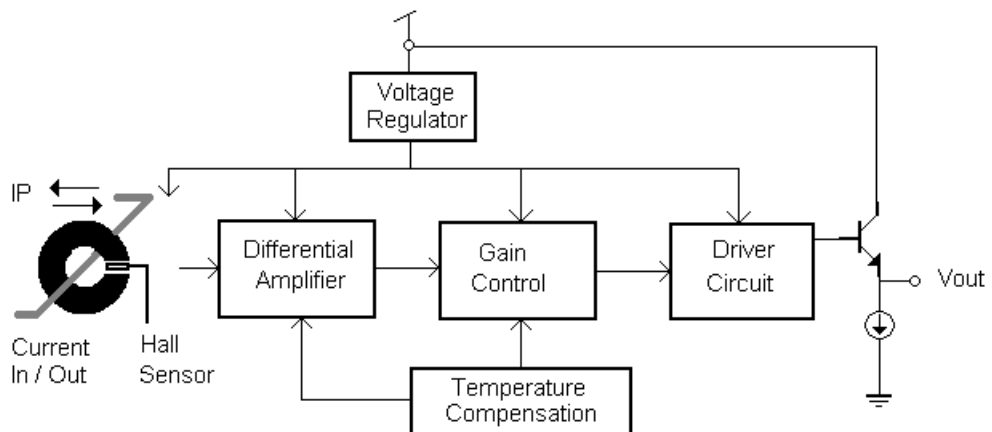 Voltage
Regulator
IP
Differential
Amplifier
Gain
Control
Driver
Circuit
Vout
Current
In / Out
Hall
Sensor
Temperature
Compensation